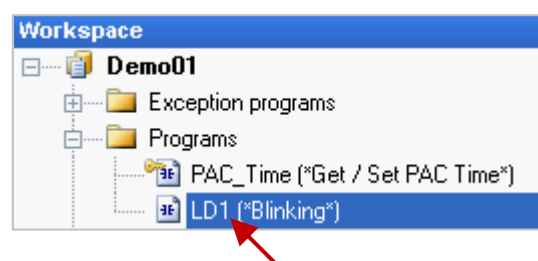 Workspace
Demo01
Exception programs
Programs
PAC_Time (*Get / Set PAC Time*)
LD1 (*Blinking*)